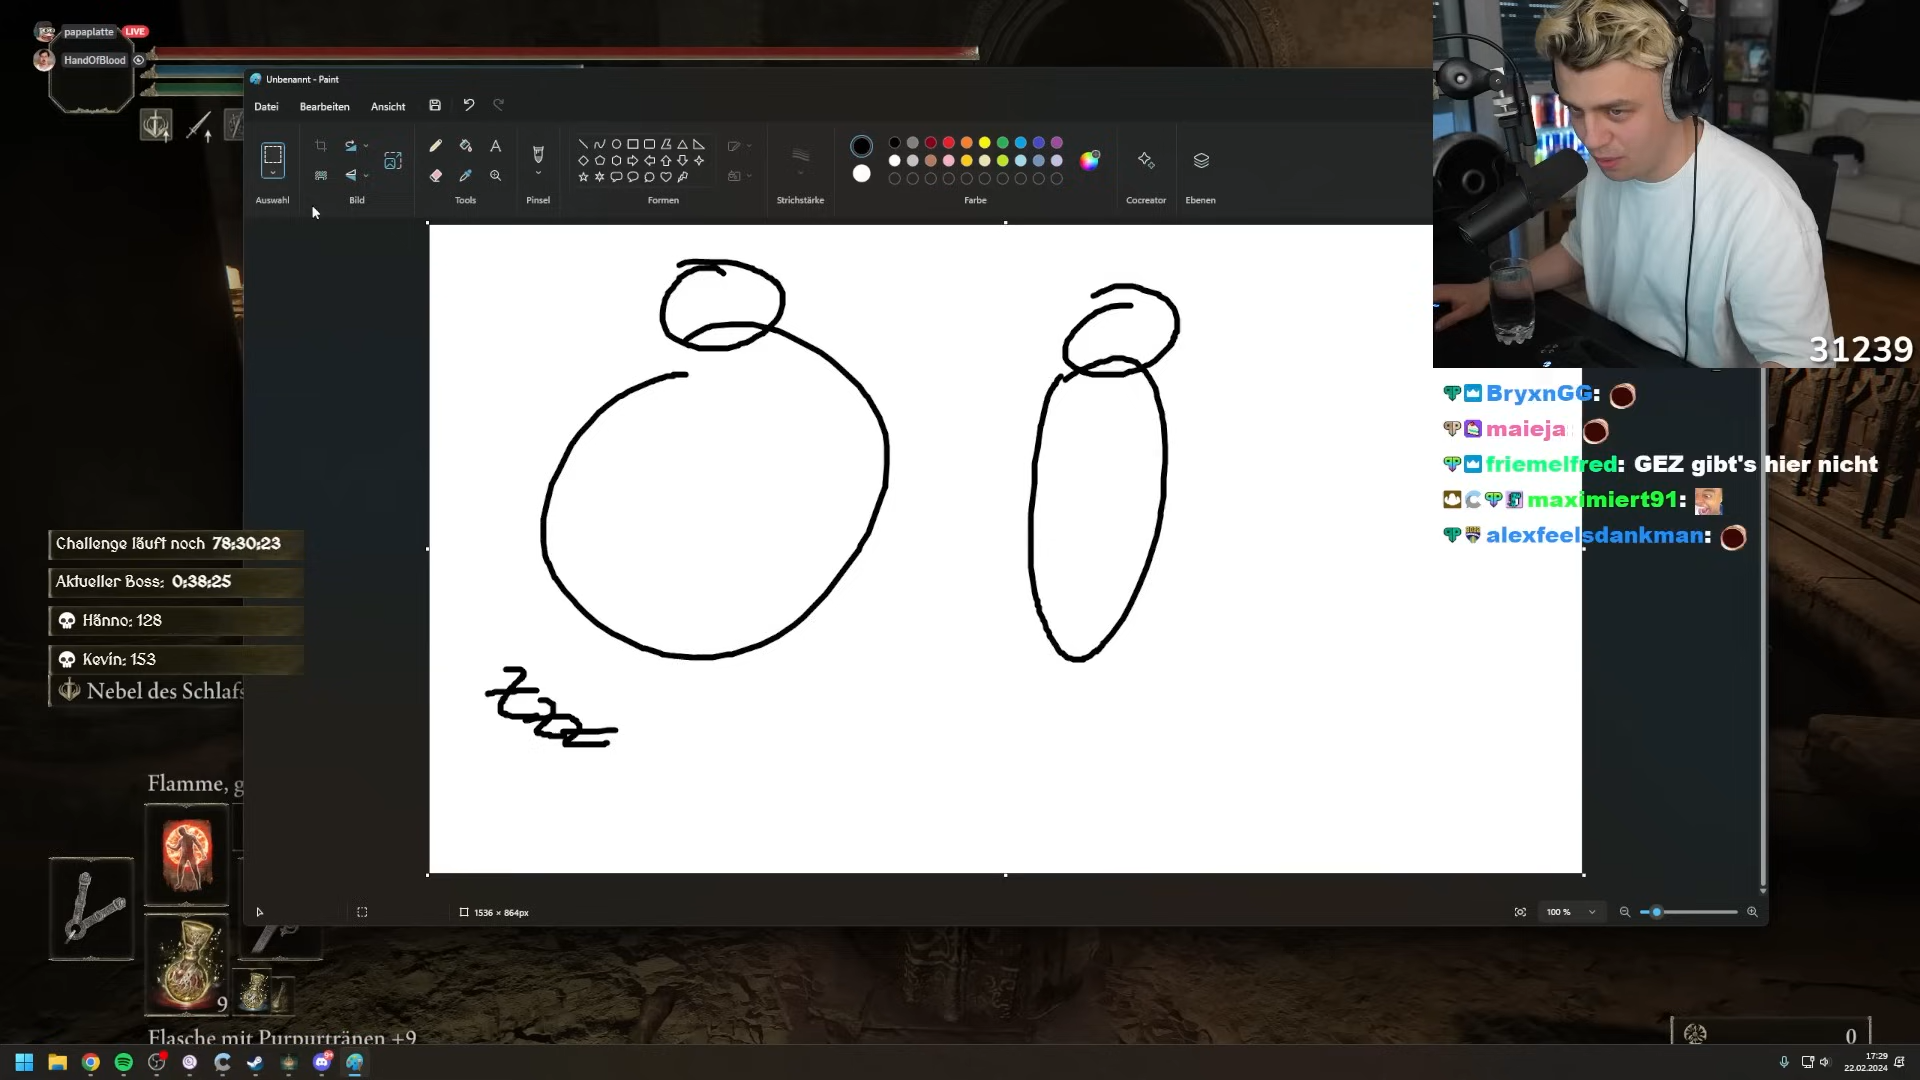 papaplatte LIVE
HandOfBlood
Unbenannt - Paint
Datei Bearbeiten Ansicht
Auswahl Bild Tools Pinsel Formen Strichstärke Farbe Cocreator Ebenen
31239
BryxnGG:
maieja:
friemelfred: GEZ gibt's hier nicht
maximiert91:
alexfeelsdankman:
Challenge läuft noch 78:30:23
Aktueller Boss: 0:38:25
Hänno: 128
Kevin: 153
Nebel des Schlafs
Flamme, g
9
Flasche mit Purpurtränen +9
1536 × 864px
100 %
0
17:29
22.02.2024